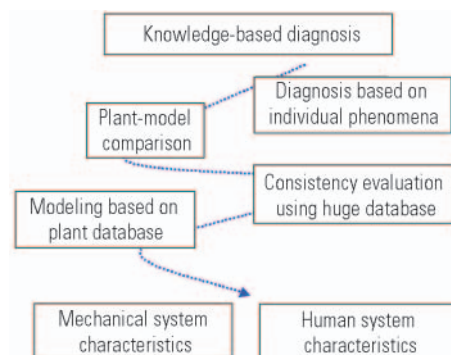 Knowledge-based diagnosis
Diagnosis based on
individual phenomena
Plant-model
comparison
Consistency evaluation
using huge database
Modeling based on
plant database
Mechanical system
characteristics
Human system
characteristics